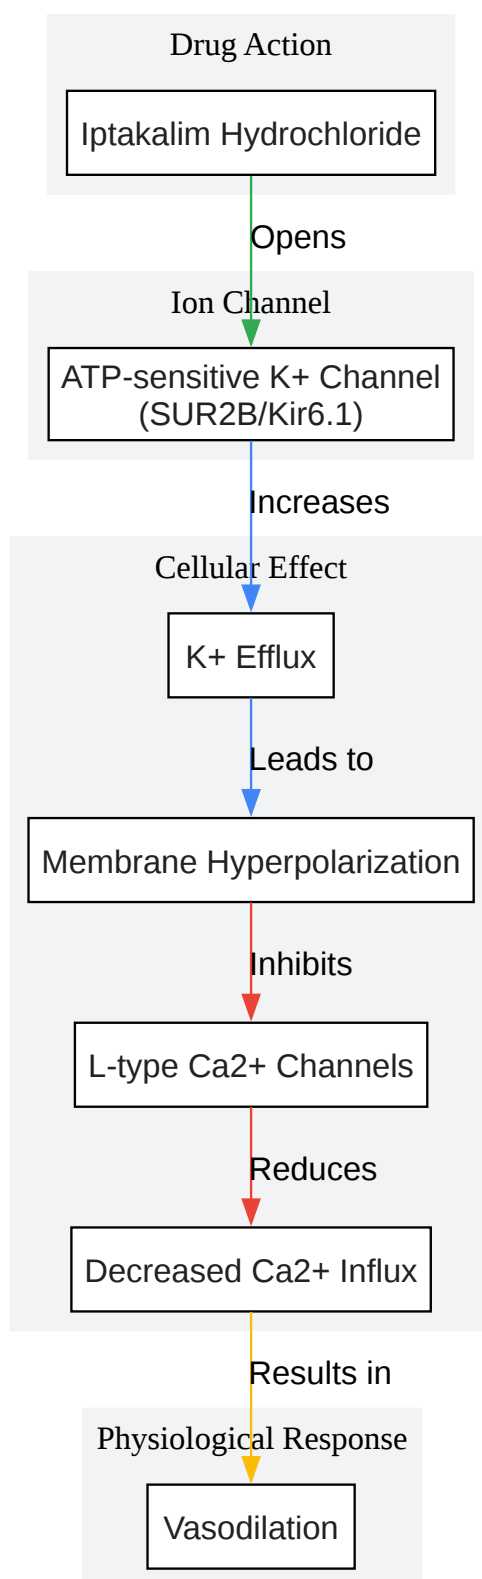 Drug Action
Iptakalim Hydrochloride
Opens
Ion Channel
ATP-sensitive K+ Channel
(SUR2B/Kir6.1)
Increases
Cellular Effect
K+ Efflux
Leads to
Membrane Hyperpolarization
Inhibits
L-type Ca2+ Channels
Reduces
Decreased Ca2+ Influx
Results in
Physiological Response
Vasodilation